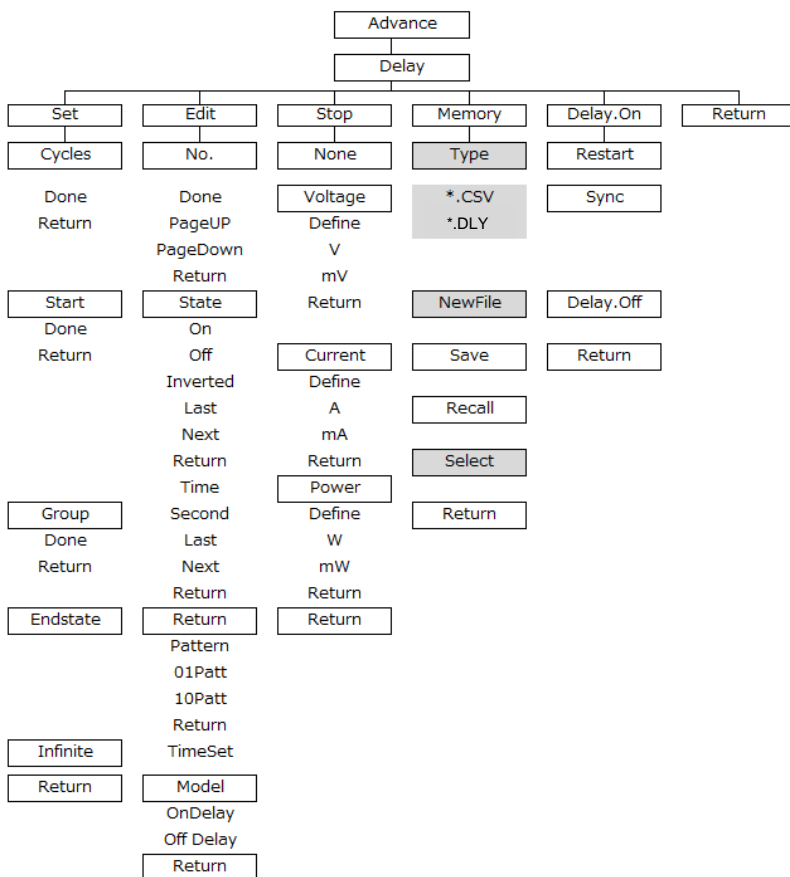 Advance
Delay
Set Edit Stop Memory Delay.On Return
Cycles No. None Type Restart
Done Done Voltage *.CSV Sync
Return PageUP Define *.DLY
PageDown V
Return mV
Start State Return NewFile Delay.Off
Done On
Return Off Current Save Return
Inverted Define
Last A Recall
Next mA
Return Return Select
Time Power
Group Second Define Return
Done Last W
Return Next mW
Return Return
Endstate Return Return
Pattern
01Patt
10Patt
Return
Infinite TimeSet
Return Model
OnDelay
Off Delay
Return